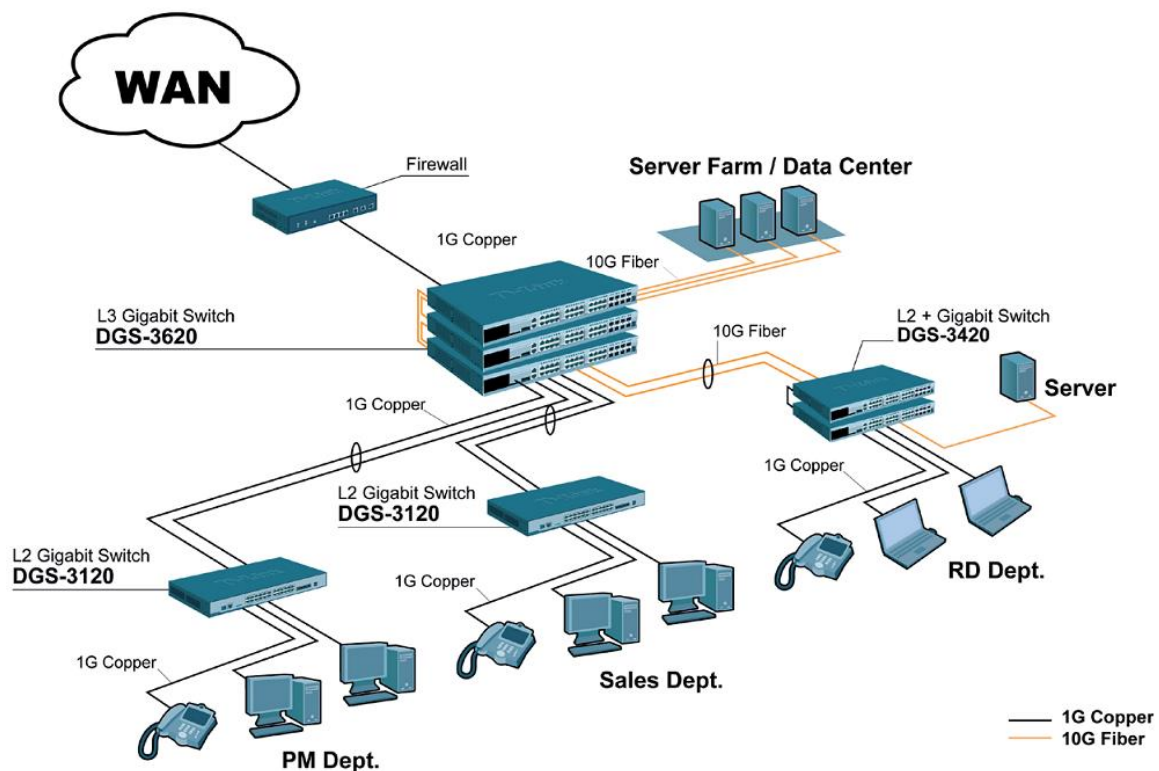 WAN
Firewall
Server Farm / Data Center
1G Copper
10G Fiber
L3 Gigabit Switch
DGS-3620
10G Fiber
L2 + Gigabit Switch
DGS-3420
Server
1G Copper
1G Copper
L2 Gigabit Switch
DGS-3120
RD Dept.
L2 Gigabit Switch
DGS-3120
1G Copper
1G Copper
Sales Dept.
PM Dept.
1G Copper
10G Fiber